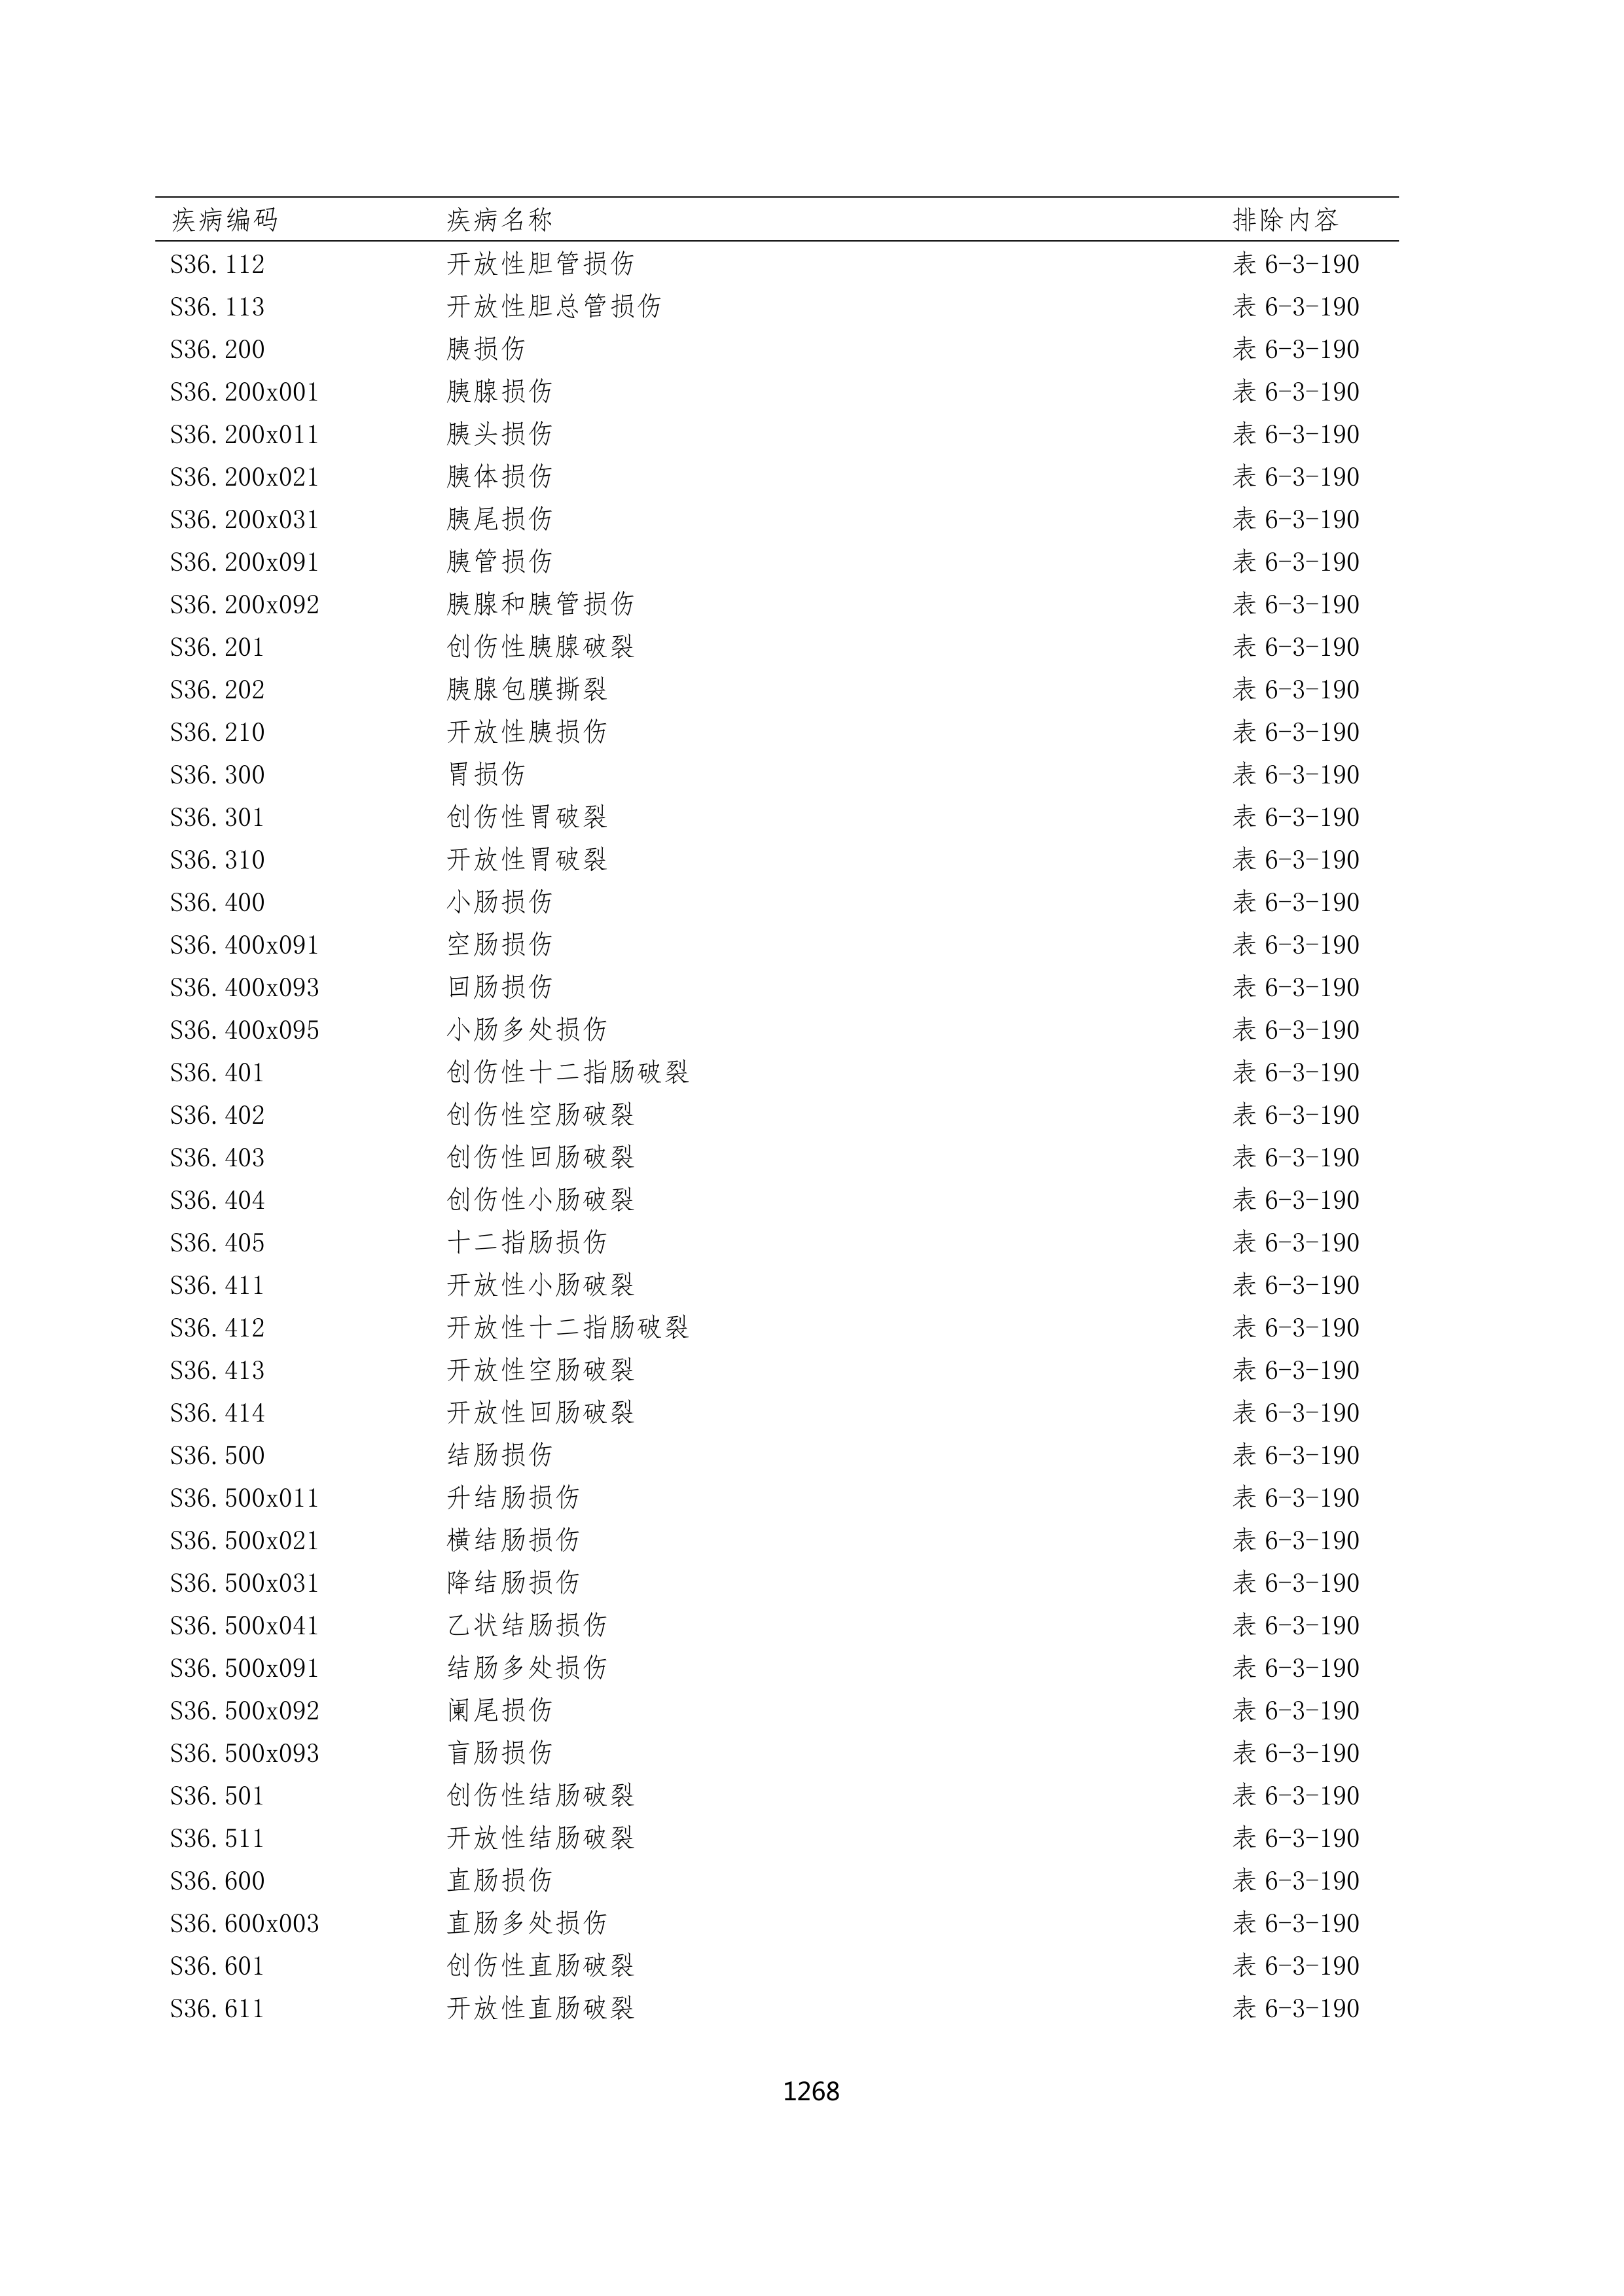 疾病编码 疾病名称 排除内容
S36.112 开放性胆管损伤 表 6-3-190
S36.113 开放性胆总管损伤 表 6-3-190
S36.200 胰损伤 表 6-3-190
S36.200x001 胰腺损伤 表 6-3-190
S36.200x011 胰头损伤 表 6-3-190
S36.200x021 胰体损伤 表 6-3-190
S36.200x031 胰尾损伤 表 6-3-190
S36.200x091 胰管损伤 表 6-3-190
S36.200x092 胰腺和胰管损伤 表 6-3-190
S36.201 创伤性胰腺破裂 表 6-3-190
S36.202 胰腺包膜撕裂 表 6-3-190
S36.210 开放性胰损伤 表 6-3-190
S36.300 胃损伤 表 6-3-190
S36.301 创伤性胃破裂 表 6-3-190
S36.310 开放性胃破裂 表 6-3-190
S36.400 小肠损伤 表 6-3-190
S36.400x091 空肠损伤 表 6-3-190
S36.400x093 回肠损伤 表 6-3-190
S36.400x095 小肠多处损伤 表 6-3-190
S36.401 创伤性十二指肠破裂 表 6-3-190
S36.402 创伤性空肠破裂 表 6-3-190
S36.403 创伤性回肠破裂 表 6-3-190
S36.404 创伤性小肠破裂 表 6-3-190
S36.405 十二指肠损伤 表 6-3-190
S36.411 开放性小肠破裂 表 6-3-190
S36.412 开放性十二指肠破裂 表 6-3-190
S36.413 开放性空肠破裂 表 6-3-190
S36.414 开放性回肠破裂 表 6-3-190
S36.500 结肠损伤 表 6-3-190
S36.500x011 升结肠损伤 表 6-3-190
S36.500x021 横结肠损伤 表 6-3-190
S36.500x031 降结肠损伤 表 6-3-190
S36.500x041 乙状结肠损伤 表 6-3-190
S36.500x091 结肠多处损伤 表 6-3-190
S36.500x092 阑尾损伤 表 6-3-190
S36.500x093 盲肠损伤 表 6-3-190
S36.501 创伤性结肠破裂 表 6-3-190
S36.511 开放性结肠破裂 表 6-3-190
S36.600 直肠损伤 表 6-3-190
S36.600x003 直肠多处损伤 表 6-3-190
S36.601 创伤性直肠破裂 表 6-3-190
S36.611 开放性直肠破裂 表 6-3-190
1268